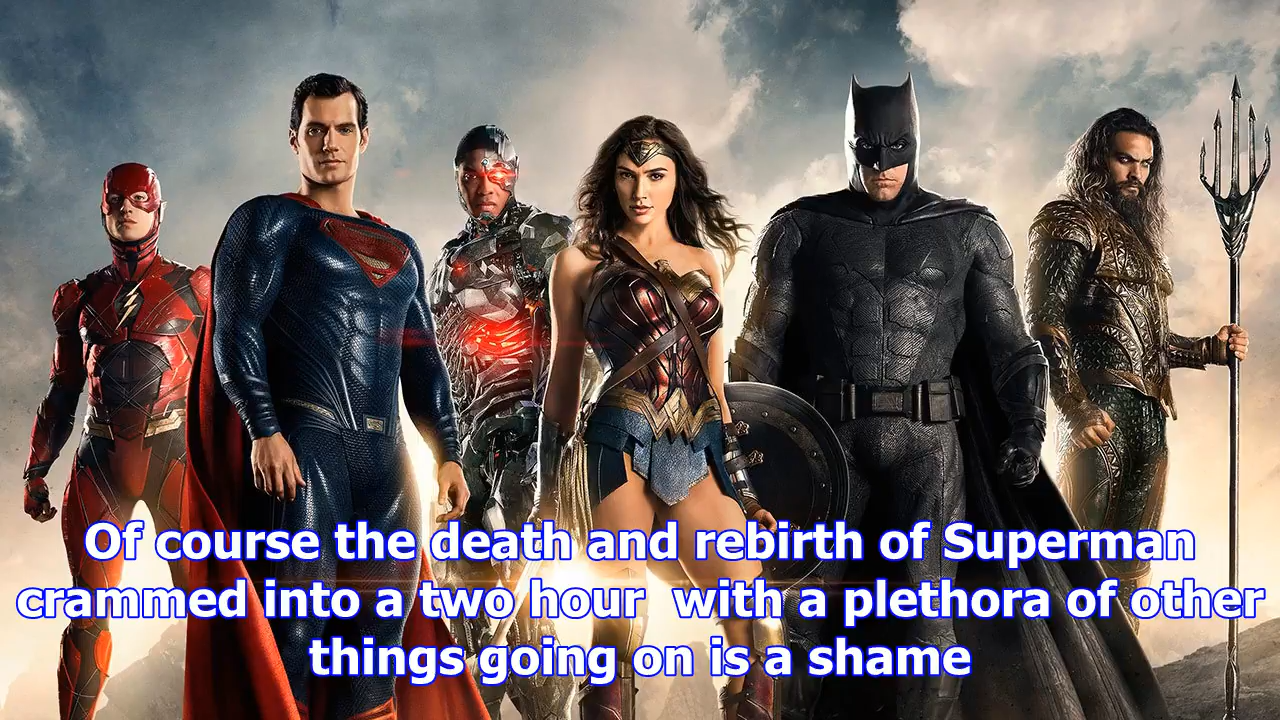 Of course the death and rebirth of Superman
crammed into a two hour  with a plethora of other
things going on is a shame